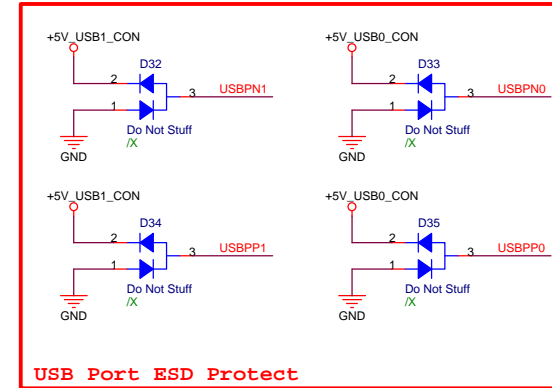 +5V_USB1_CON
D32
2
3
USBPN1
1
Do Not Stuff
/X
GND
+5V_USB0_CON
D33
2
3
USBPN0
1
Do Not Stuff
/X
GND
+5V_USB1_CON
D34
2
3
USBPP1
1
Do Not Stuff
/X
GND
+5V_USB0_CON
D35
2
3
USBPP0
1
Do Not Stuff
/X
GND
USB Port ESD Protect